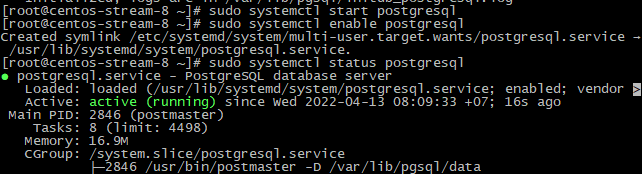 [root@centos-stream-8 ~]# sudo systemctl start postgresql
[root@centos-stream-8 ~]# sudo systemctl enable postgresql
Created symlink /etc/systemd/system/multi-user.target.wants/postgresql.service →
/usr/lib/systemd/system/postgresql.service.
[root@centos-stream-8 ~]# sudo systemctl status postgresql
● postgresql.service - PostgreSQL database server
Loaded: loaded (/usr/lib/systemd/system/postgresql.service; enabled; vendor >
Active: active (running) since Wed 2022-04-13 08:09:33 +07; 16s ago
Main PID: 2846 (postmaster)
Tasks: 8 (limit: 4498)
Memory: 16.9M
CGroup: /system.slice/postgresql.service
├─2846 /usr/bin/postmaster -D /var/lib/pgsql/data